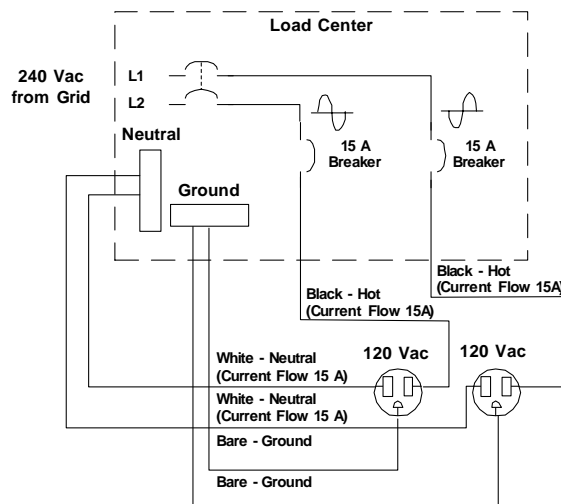 Load Center
240 Vac
from Grid
L1
L2
Neutral
Ground
15 A
Breaker
15 A
Breaker
Black - Hot
(Current Flow 15A)
Black - Hot
(Current Flow 15A)
120 Vac
120 Vac
White - Neutral
(Current Flow 15 A)
White - Neutral
(Current Flow 15 A)
Bare - Ground
Bare - Ground